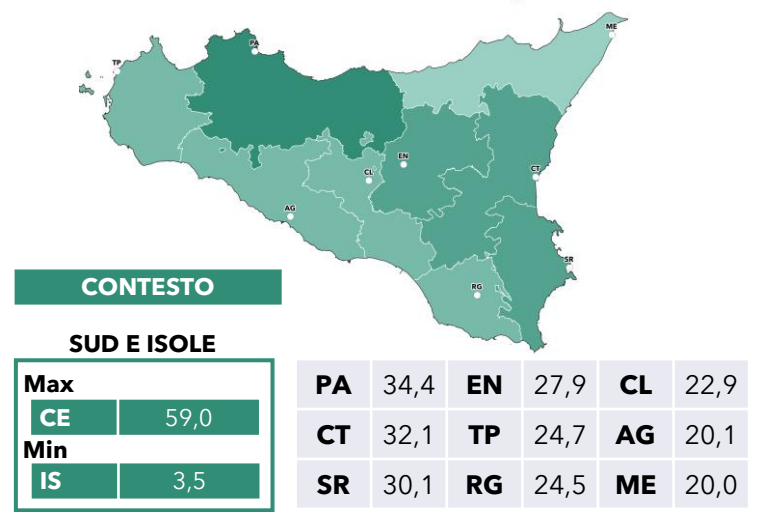 ME
PA
TP
EN
CL
CT
AG
SR
RG
CONTESTO
SUD E ISOLE
Max
CE 59,0
Min
IS 3,5
PA 34,4 EN 27,9 CL 22,9
CT 32,1 TP 24,7 AG 20,1
SR 30,1 RG 24,5 ME 20,0